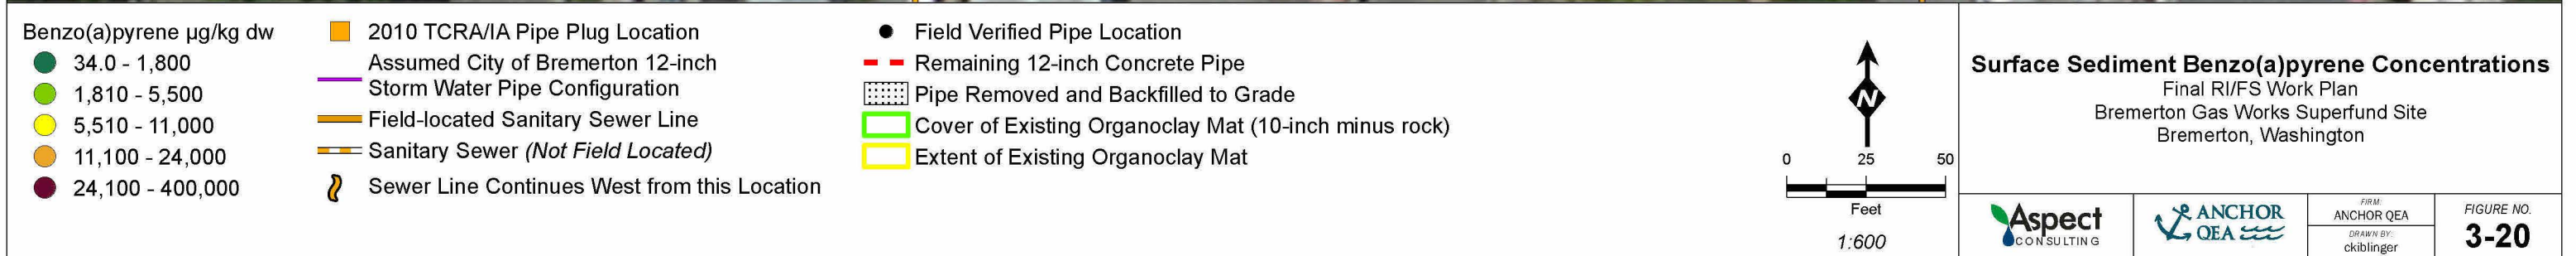 Benzo(a)pyrene µg/kg dw
34.0 - 1,800
1,810 - 5,500
5,510 - 11,000
11,100 - 24,000
24,100 - 400,000
2010 TCRA/IA Pipe Plug Location
Assumed City of Bremerton 12-inch
Storm Water Pipe Configuration
Field-located Sanitary Sewer Line
Sanitary Sewer (Not Field Located)
Sewer Line Continues West from this Location
Field Verified Pipe Location
Remaining 12-inch Concrete Pipe
Pipe Removed and Backfilled to Grade
Cover of Existing Organoclay Mat (10-inch minus rock)
Extent of Existing Organoclay Mat
N
0 25 50
Feet
1:600
Surface Sediment Benzo(a)pyrene Concentrations
Final RI/FS Work Plan
Bremerton Gas Works Superfund Site
Bremerton, Washington
Aspect
CONSULTING
ANCHOR
QEA
FIRM:
ANCHOR QEA
DRAWN BY:
ckiblinger
FIGURE NO.
3-20